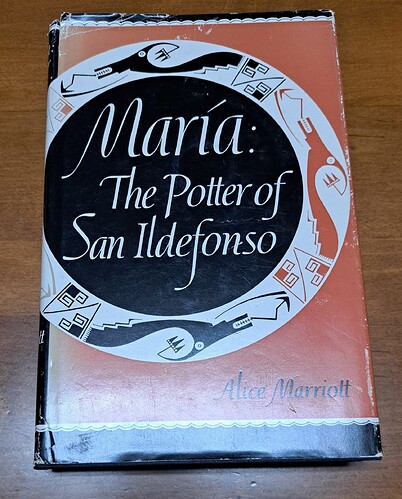 María:
The Potter of
San Ildefonso
Alice Marriott